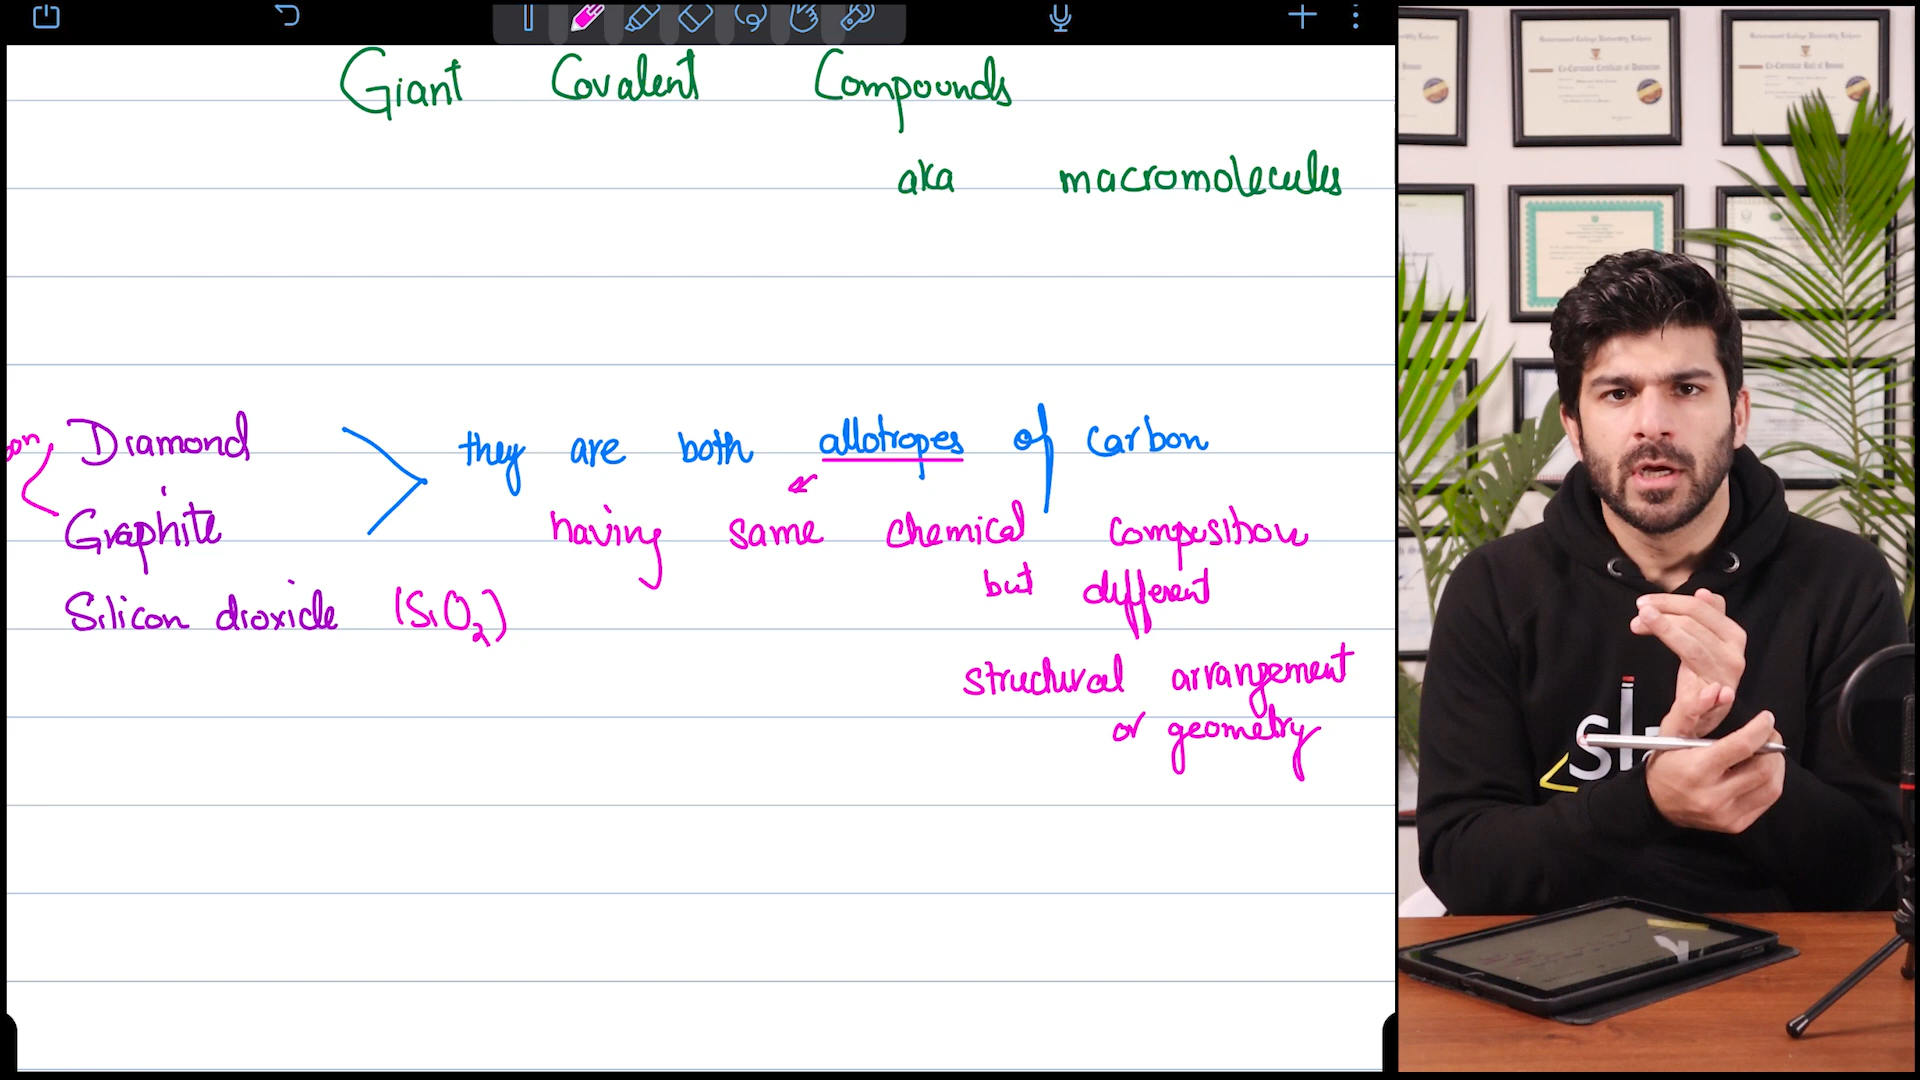 Giant Covalent Compounds
aka macromolecules
Diamond they are both allotropes of carbon
Graphite having same chemical composition
but different
Silicon dioxide (SiO2)
structural arrangement
or geometry